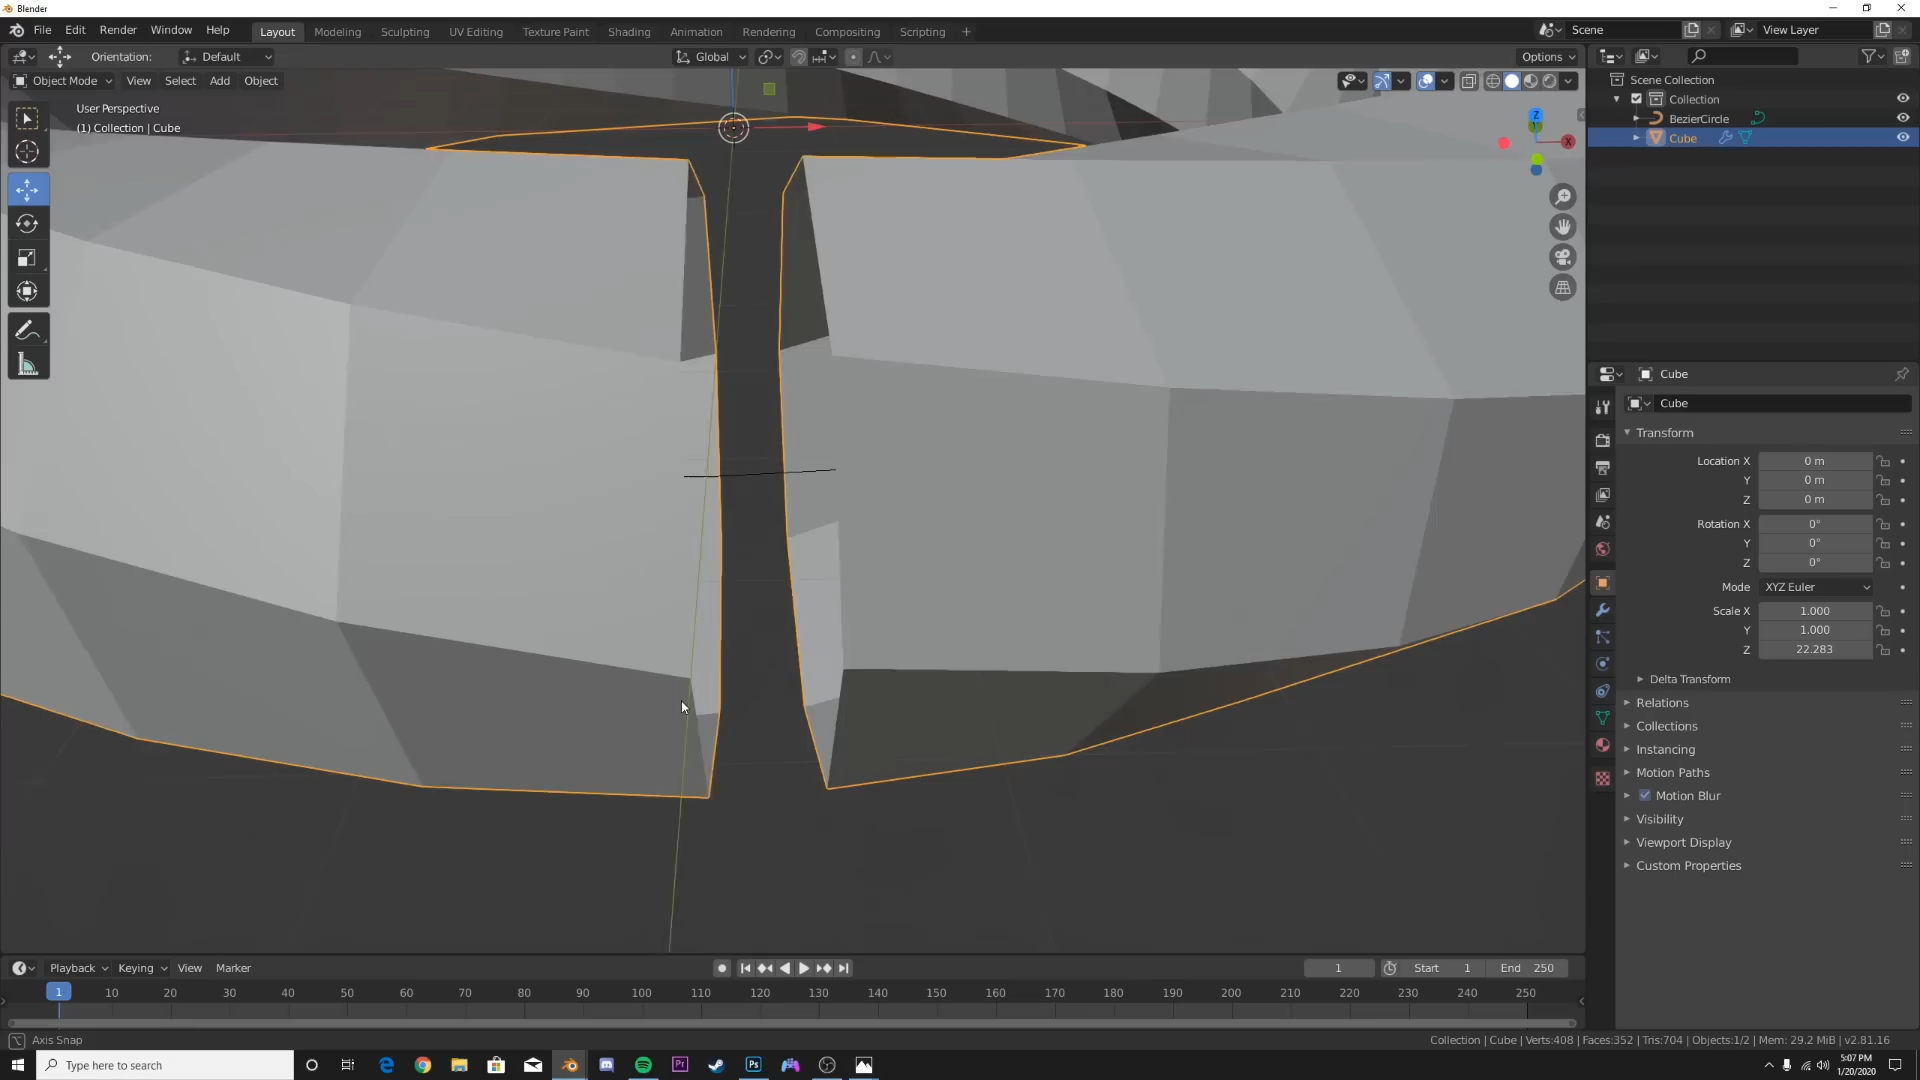 Blender
File Edit Render Window Help Layout Modeling Sculpting UV Editing Texture Paint Shading Animation Rendering Compositing Scripting + Scene View Layer
Orientation: Default Global Options
Object Mode View Select Add Object
Scene Collection
Collection
BezierCircle
Cube
User Perspective
(1) Collection | Cube
Z
X
Cube
Cube
Transform
Location X 0 m
Y 0 m
Z 0 m
Rotation X 0°
Y 0°
Z 0°
Mode XYZ Euler
Scale X 1.000
Y 1.000
Z 22.283
Delta Transform
Relations
Collections
Instancing
Motion Paths
Motion Blur
Visibility
Viewport Display
Custom Properties
Playback Keying View Marker 1 Start 1 End 250
1 10 20 30 40 50 60 70 80 90 100 110 120 130 140 150 160 170 180 190 200 210 220 230 240 250
Axis Snap
Collection | Cube | Verts:408 | Faces:352 | Tris:704 | Objects:1/2 | Mem: 29.2 MiB | v2.81.16
Type here to search
Pr
Ps
5:07 PM
1/20/2020